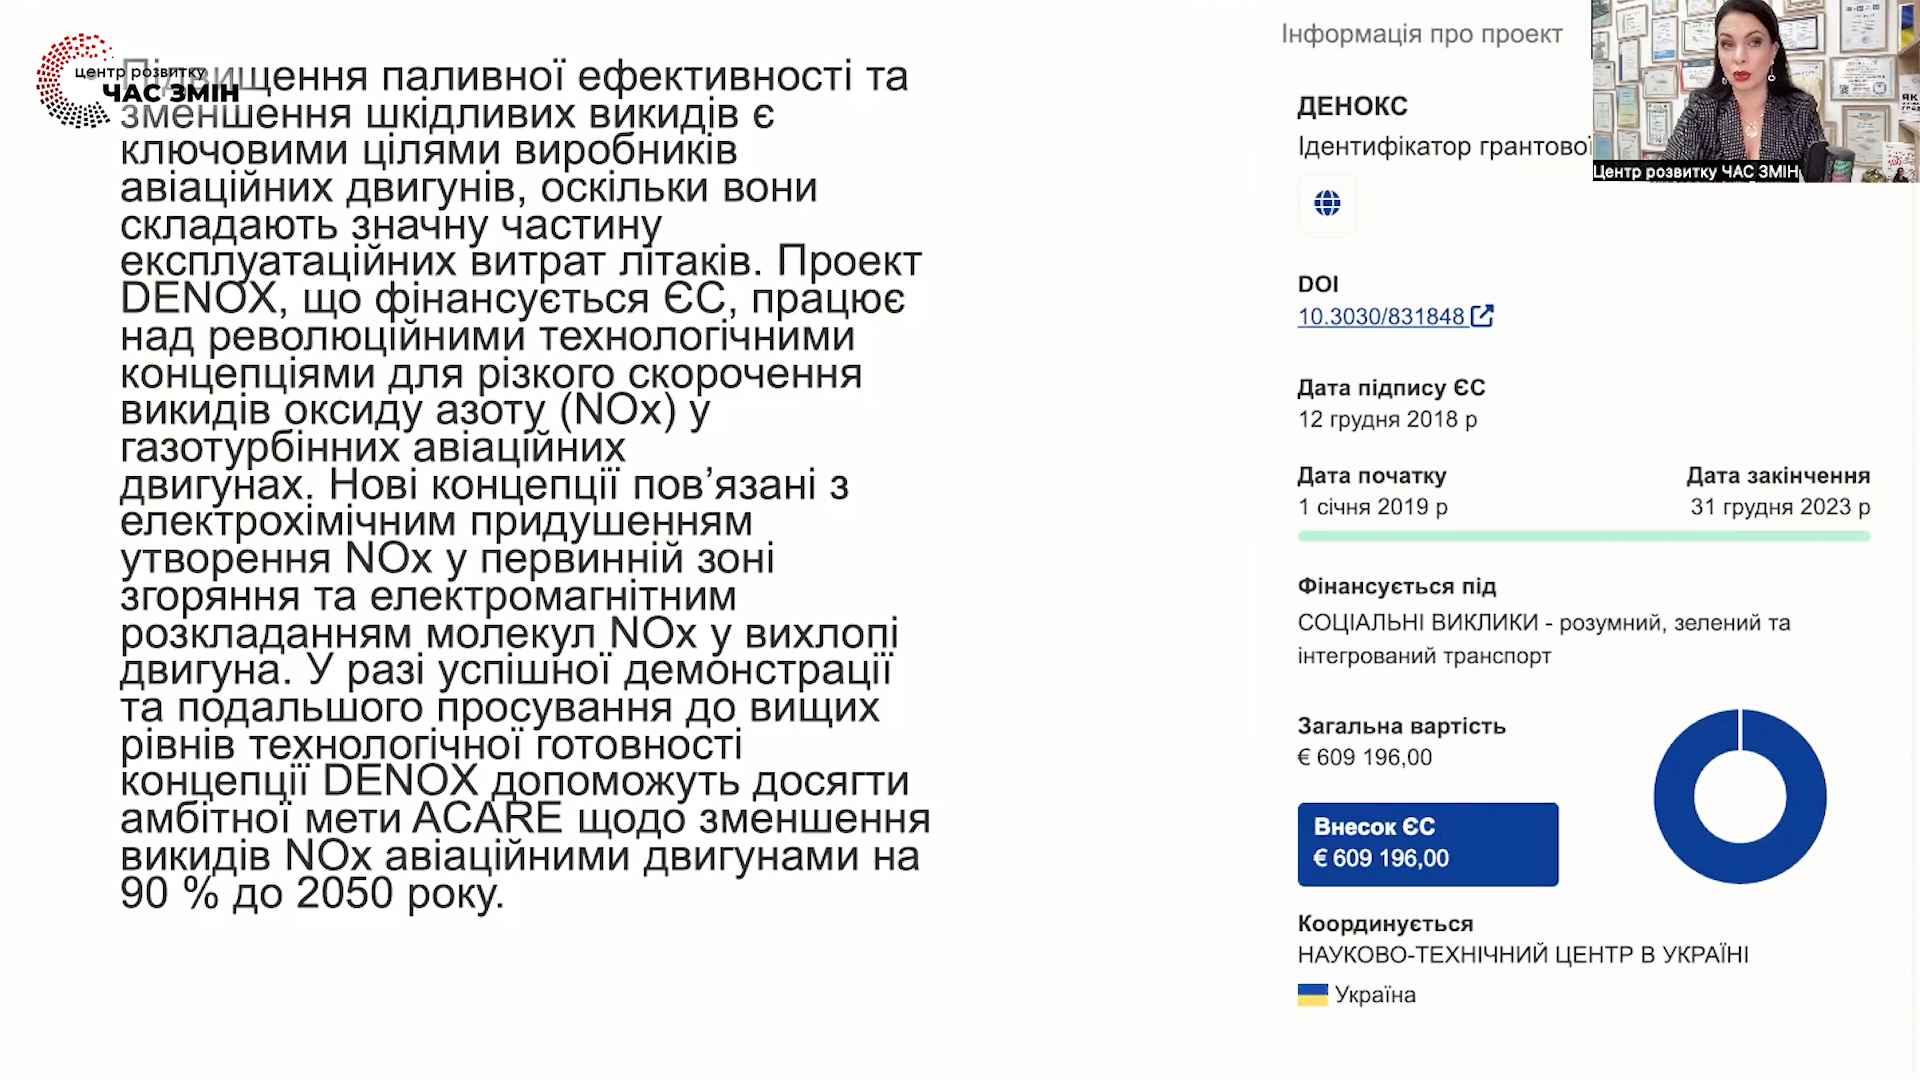 центр розвитку
ЧАС ЗМІН
Підвищення паливної ефективності та
зменшення шкідливих викидів є
ключовими цілями виробників
авіаційних двигунів, оскільки вони
складають значну частину
експлуатаційних витрат літаків. Проект
DENOX, що фінансується ЄС, працює
над революційними технологічними
концепціями для різкого скорочення
викидів оксиду азоту (NOx) у
газотурбінних авіаційних
двигунах. Нові концепції пов’язані з
електрохімічним придушенням
утворення NOx у первинній зоні
згоряння та електромагнітним
розкладанням молекул NOx у вихлопі
двигуна. У разі успішної демонстрації
та подальшого просування до вищих
рівнів технологічної готовності
концепції DENOX допоможуть досягти
амбітної мети ACARE щодо зменшення
викидів NOx авіаційними двигунами на
90 % до 2050 року.
Інформація про проект
ДЕНОКС
Ідентифікатор грантової
DOI
10.3030/831848
Дата підпису ЄС
12 грудня 2018 р
Дата початку Дата закінчення
1 січня 2019 р 31 грудня 2023 р
Фінансується під
СОЦІАЛЬНІ ВИКЛИКИ - розумний, зелений та
інтегрований транспорт
Загальна вартість
€ 609 196,00
Внесок ЄС
€ 609 196,00
Координується
НАУКОВО-ТЕХНІЧНИЙ ЦЕНТР В УКРАЇНІ
Україна
Центр розвитку ЧАС ЗМІН